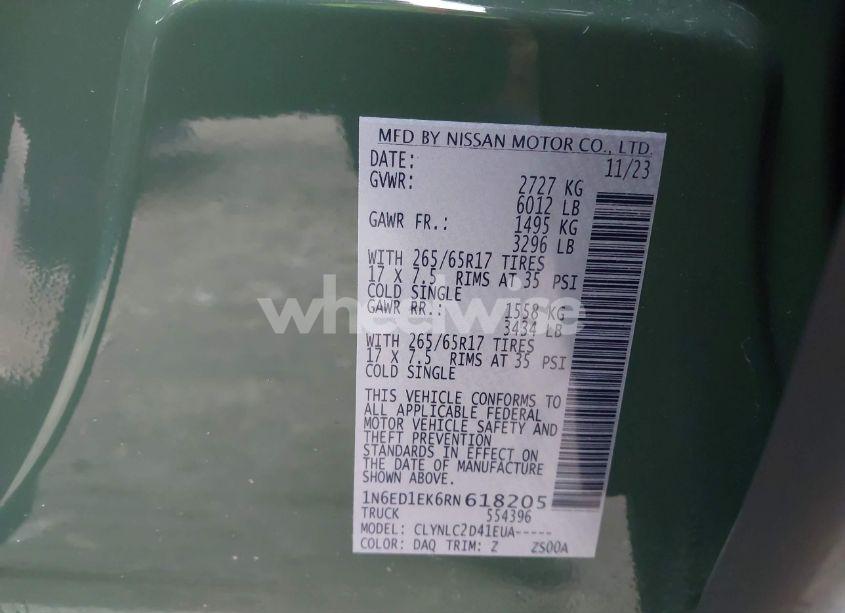 MFD BY NISSAN MOTOR CO., LTD.
DATE: 11/23
GVWR: 2727 KG
6012 LB
GAWR FR.: 1495 KG
3296 LB
WITH 265/65R17 TIRES
17 X 7.5 RIMS AT 35 PSI
COLD SINGLE
GAWR RR.: 1558 KG
3434 LB
WITH 265/65R17 TIRES
17 X 7.5 RIMS AT 35 PSI
COLD SINGLE
THIS VEHICLE CONFORMS TO
ALL APPLICABLE FEDERAL
MOTOR VEHICLE SAFETY AND
THEFT PREVENTION
STANDARDS IN EFFECT ON
THE DATE OF MANUFACTURE
SHOWN ABOVE.
1N6ED1EK6RN618205
TRUCK 554396
MODEL: CLYNLC2D41EUA-----
COLOR: DAQ TRIM: Z ZS00A
wheelwire